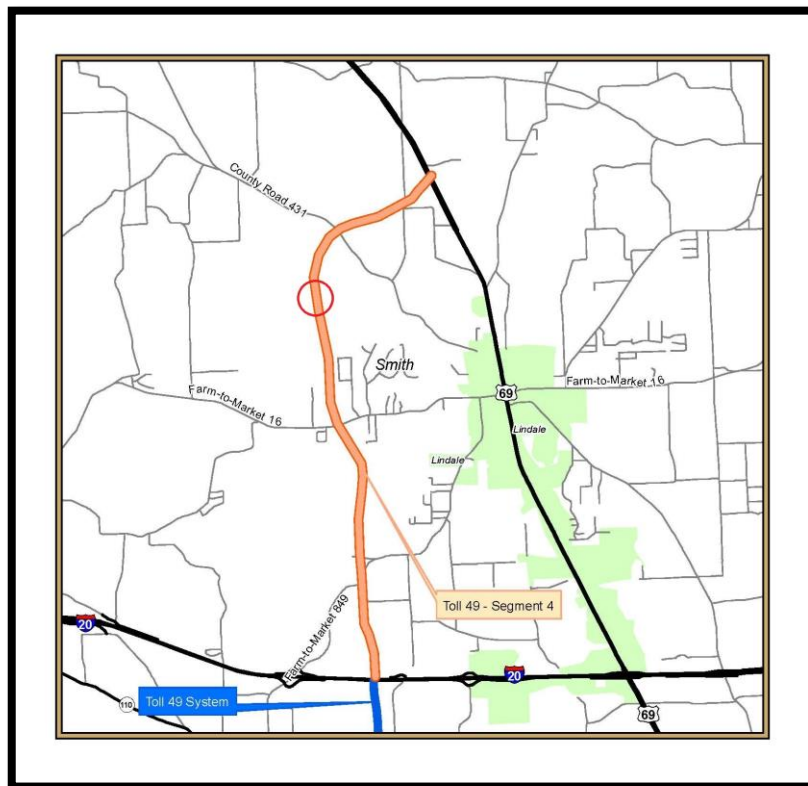 County Road 431
Smith
Farm-to-Market 16
69
Farm-to-Market 16
Lindale
Lindale
Toll 49 - Segment 4
Farm-to-Market 849
20
20
110
Toll 49 System
69